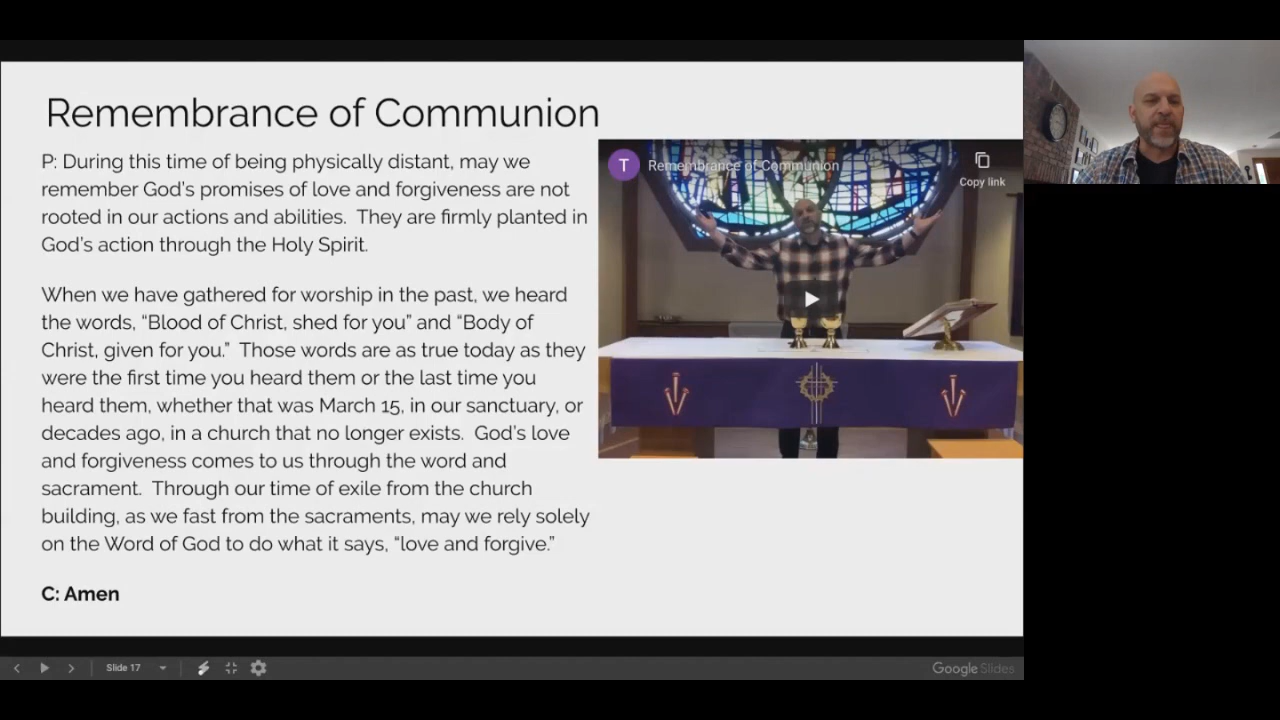 Remembrance of Communion
P: During this time of being physically distant, may we
remember God's promises of love and forgiveness are not
rooted in our actions and abilities.  They are firmly planted in
God's action through the Holy Spirit.
When we have gathered for worship in the past, we heard
the words, “Blood of Christ, shed for you” and “Body of
Christ, given for you.”  Those words are as true today as they
were the first time you heard them or the last time you
heard them, whether that was March 15, in our sanctuary, or
decades ago, in a church that no longer exists.  God's love
and forgiveness comes to us through the word and
sacrament.  Through our time of exile from the church
building, as we fast from the sacraments, may we rely solely
on the Word of God to do what it says, “love and forgive.”
C: Amen
T
Remembrance of Communion
Copy link
Slide 17
Google Slides